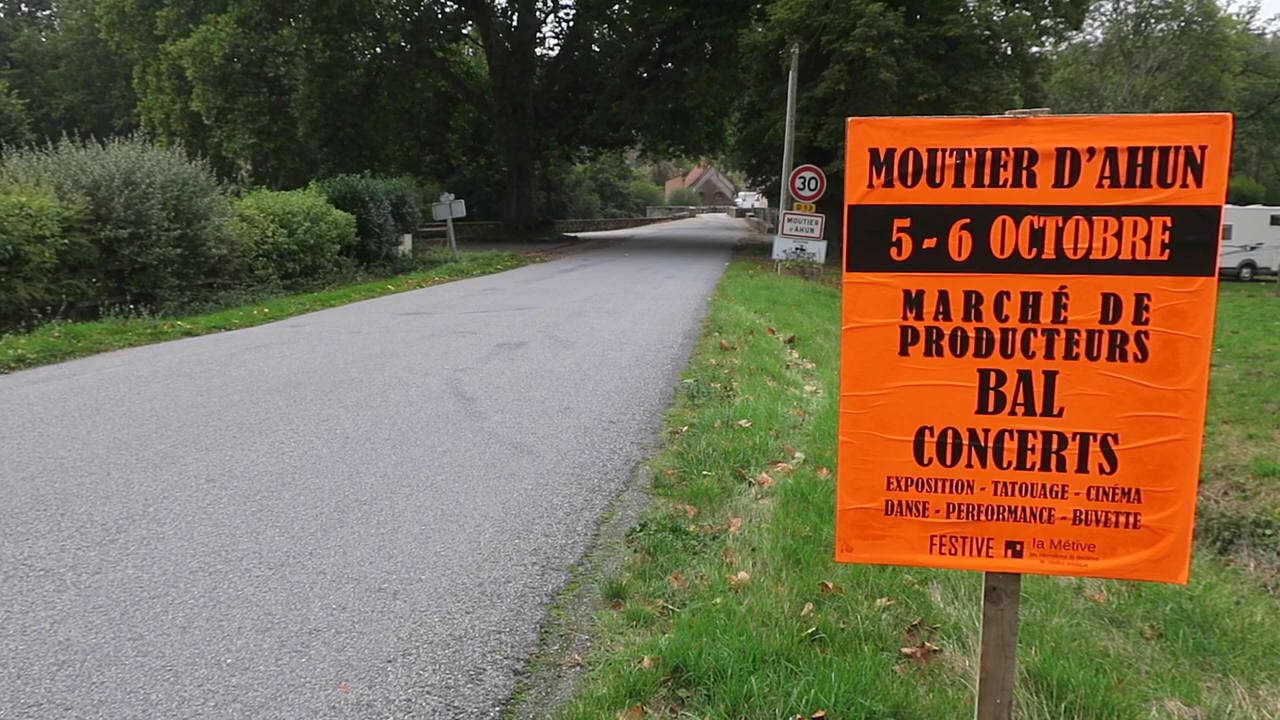 MOUTIER D'AHUN
5-6 OCTOBRE
MARCHÉ DE
PRODUCTEURS
BAL
CONCERTS
EXPOSITION - TATOUAGE - CINÉMA
DANSE - PERFORMANCE - BUVETTE
FESTIVE la Métive
30
D 13
MOUTIER
d'AHUN